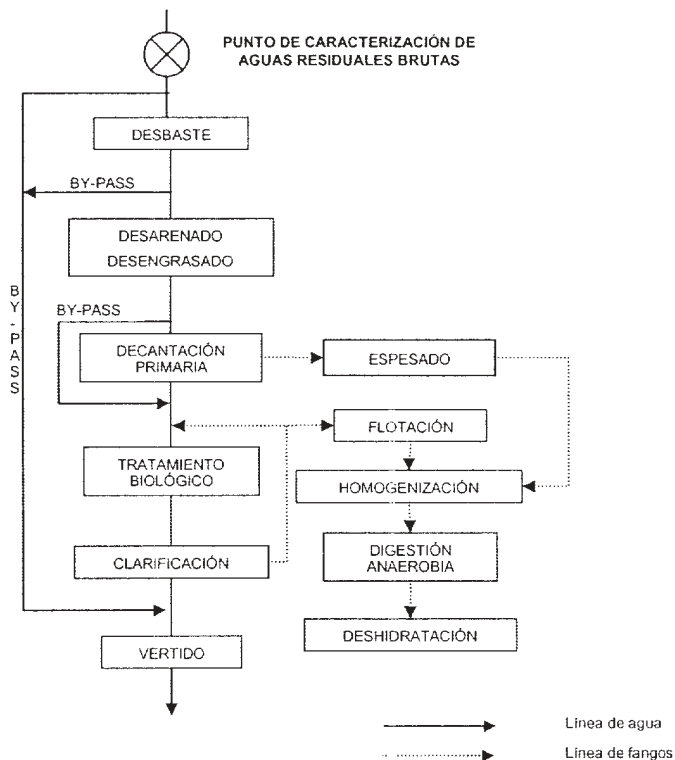 PUNTO DE CARACTERIZACIÓN DE
AGUAS RESIDUALES BRUTAS
DESBASTE
BY-PASS
DESARENADO
DESENGRASADO
BY-PASS
BY-PASS
DECANTACIÓN
PRIMARIA
ESPESADO
FLOTACIÓN
TRATAMIENTO
BIOLÓGICO
HOMOGENIZACIÓN
CLARIFICACIÓN
DIGESTIÓN
ANAEROBIA
DESHIDRATACIÓN
VERTIDO
Línea de agua
Línea de fangos